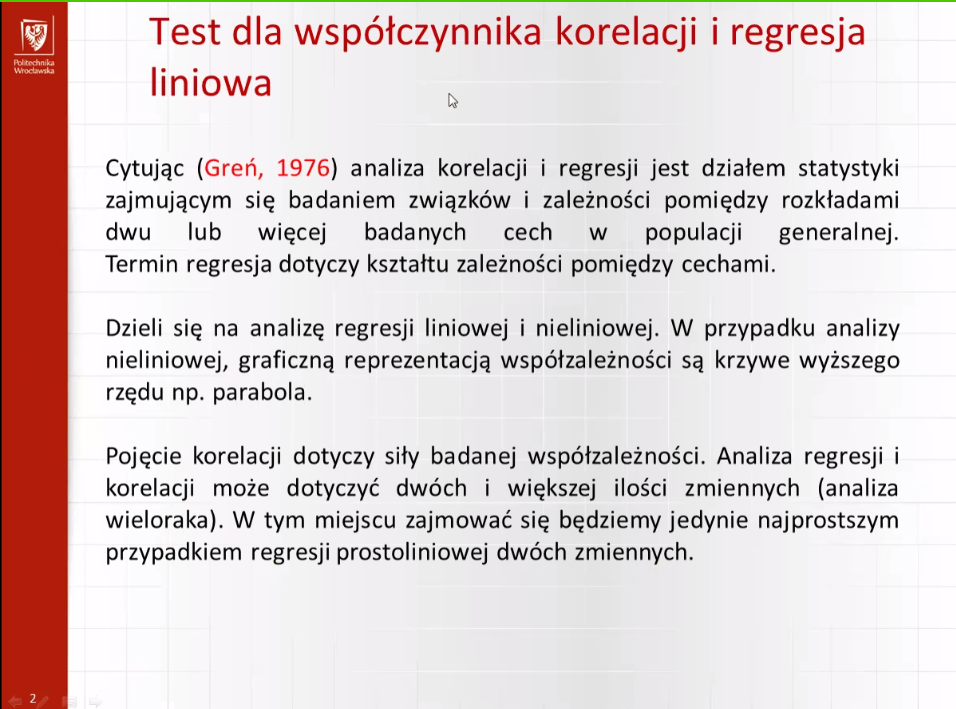 Politechnika
Wrocławska
Test dla współczynnika korelacji i regresja
liniowa
Cytując (Greń, 1976) analiza korelacji i regresji jest działem statystyki
zajmującym się badaniem związków i zależności pomiędzy rozkładami
dwu lub więcej badanych cech w populacji generalnej.
Termin regresja dotyczy kształtu zależności pomiędzy cechami.
Dzieli się na analizę regresji liniowej i nieliniowej. W przypadku analizy
nieliniowej, graficzną reprezentacją współzależności są krzywe wyższego
rzędu np. parabola.
Pojęcie korelacji dotyczy siły badanej współzależności. Analiza regresji i
korelacji może dotyczyć dwóch i większej ilości zmiennych (analiza
wieloraka). W tym miejscu zajmować się będziemy jedynie najprostszym
przypadkiem regresji prostoliniowej dwóch zmiennych.
2